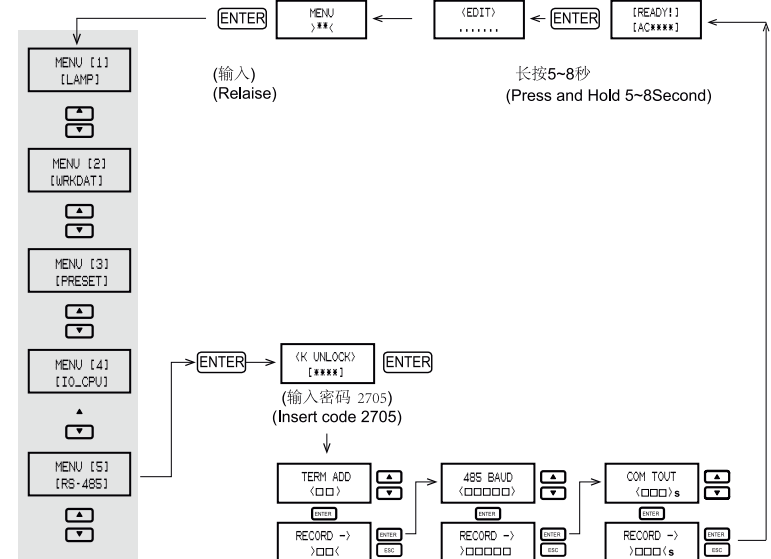 ENTER
MENU
>**<
<EDIT>
.......
ENTER
[READY!]
[AC****]
(输入)
(Relaise)
长按5~8秒
(Press and Hold 5~8Second)
MENU [1]
[LAMP]
MENU [2]
[WRKDAT]
MENU [3]
[PRESET]
MENU [4]
[IO_CPU]
MENU [5]
[RS-485]
ENTER
<K UNLOCK>
[****]
ENTER
(输入密码 2705)
(Insert code 2705)
TERM ADD
<□□>
ENTER
RECORD ->
>□□<
ENTER
ESC
485 BAUD
<□□□□□>
ENTER
RECORD ->
>□□□□□
ENTER
ESC
COM TOUT
<□□□>s
ENTER
RECORD ->
>□□□<s
ENTER
ESC